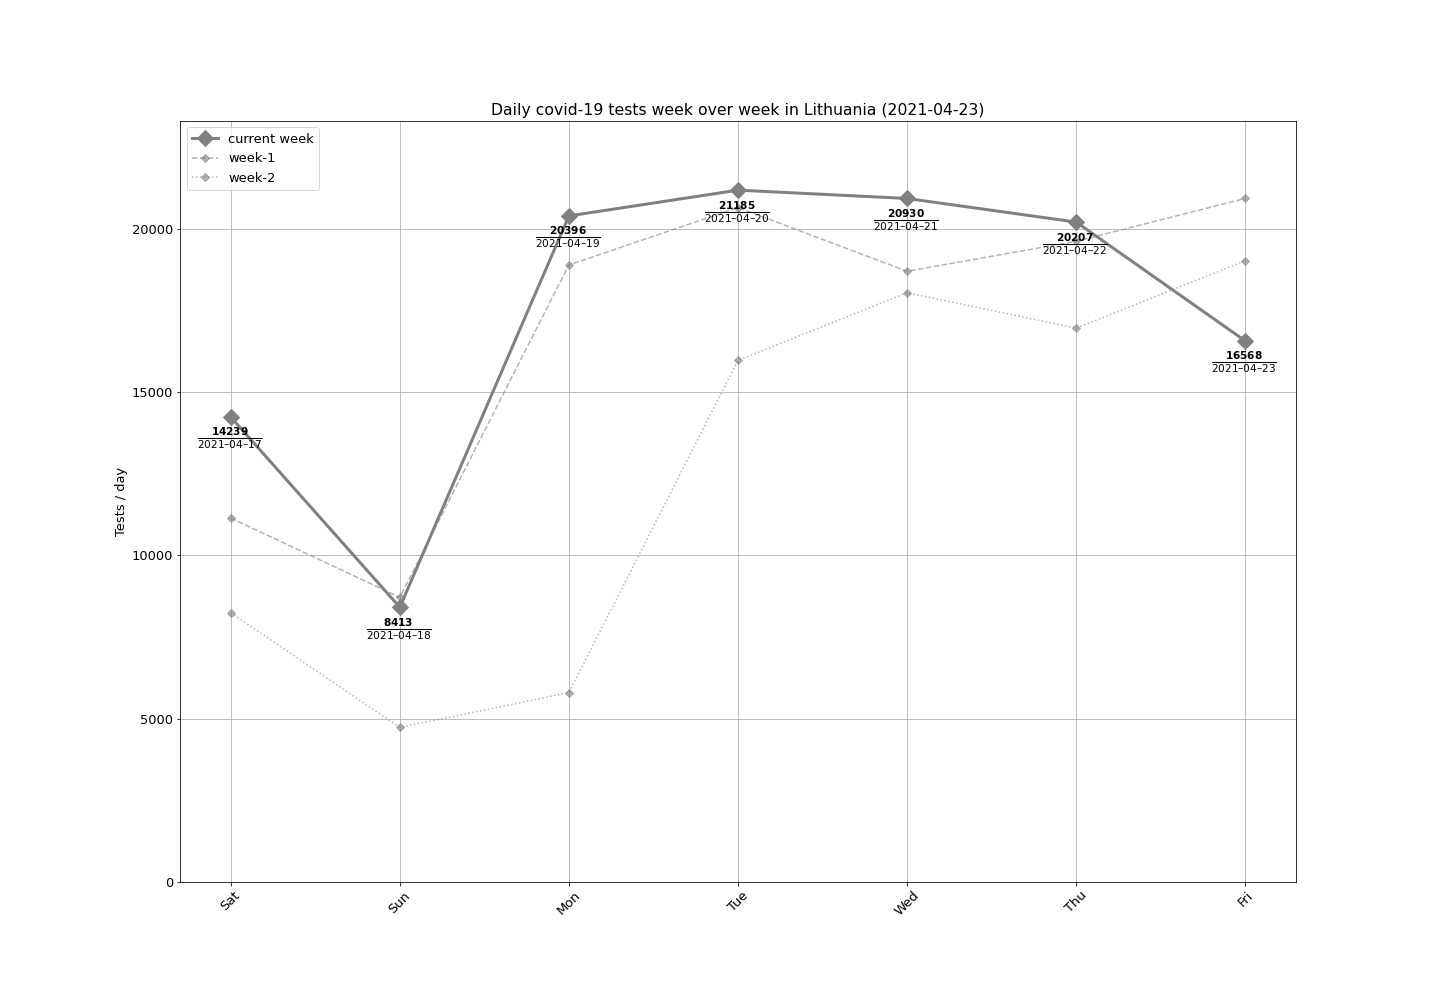 Daily covid-19 tests week over week in Lithuania (2021-04-23)
current week
week-1
week-2
Tests / day
20000
15000
10000
5000
0
14239
2021-04-17
8413
2021-04-18
20396
2021-04-19
21185
2021-04-20
20930
2021-04-21
20207
2021-04-22
16568
2021-04-23
Sat
Sun
Mon
Tue
Wed
Thu
Fri